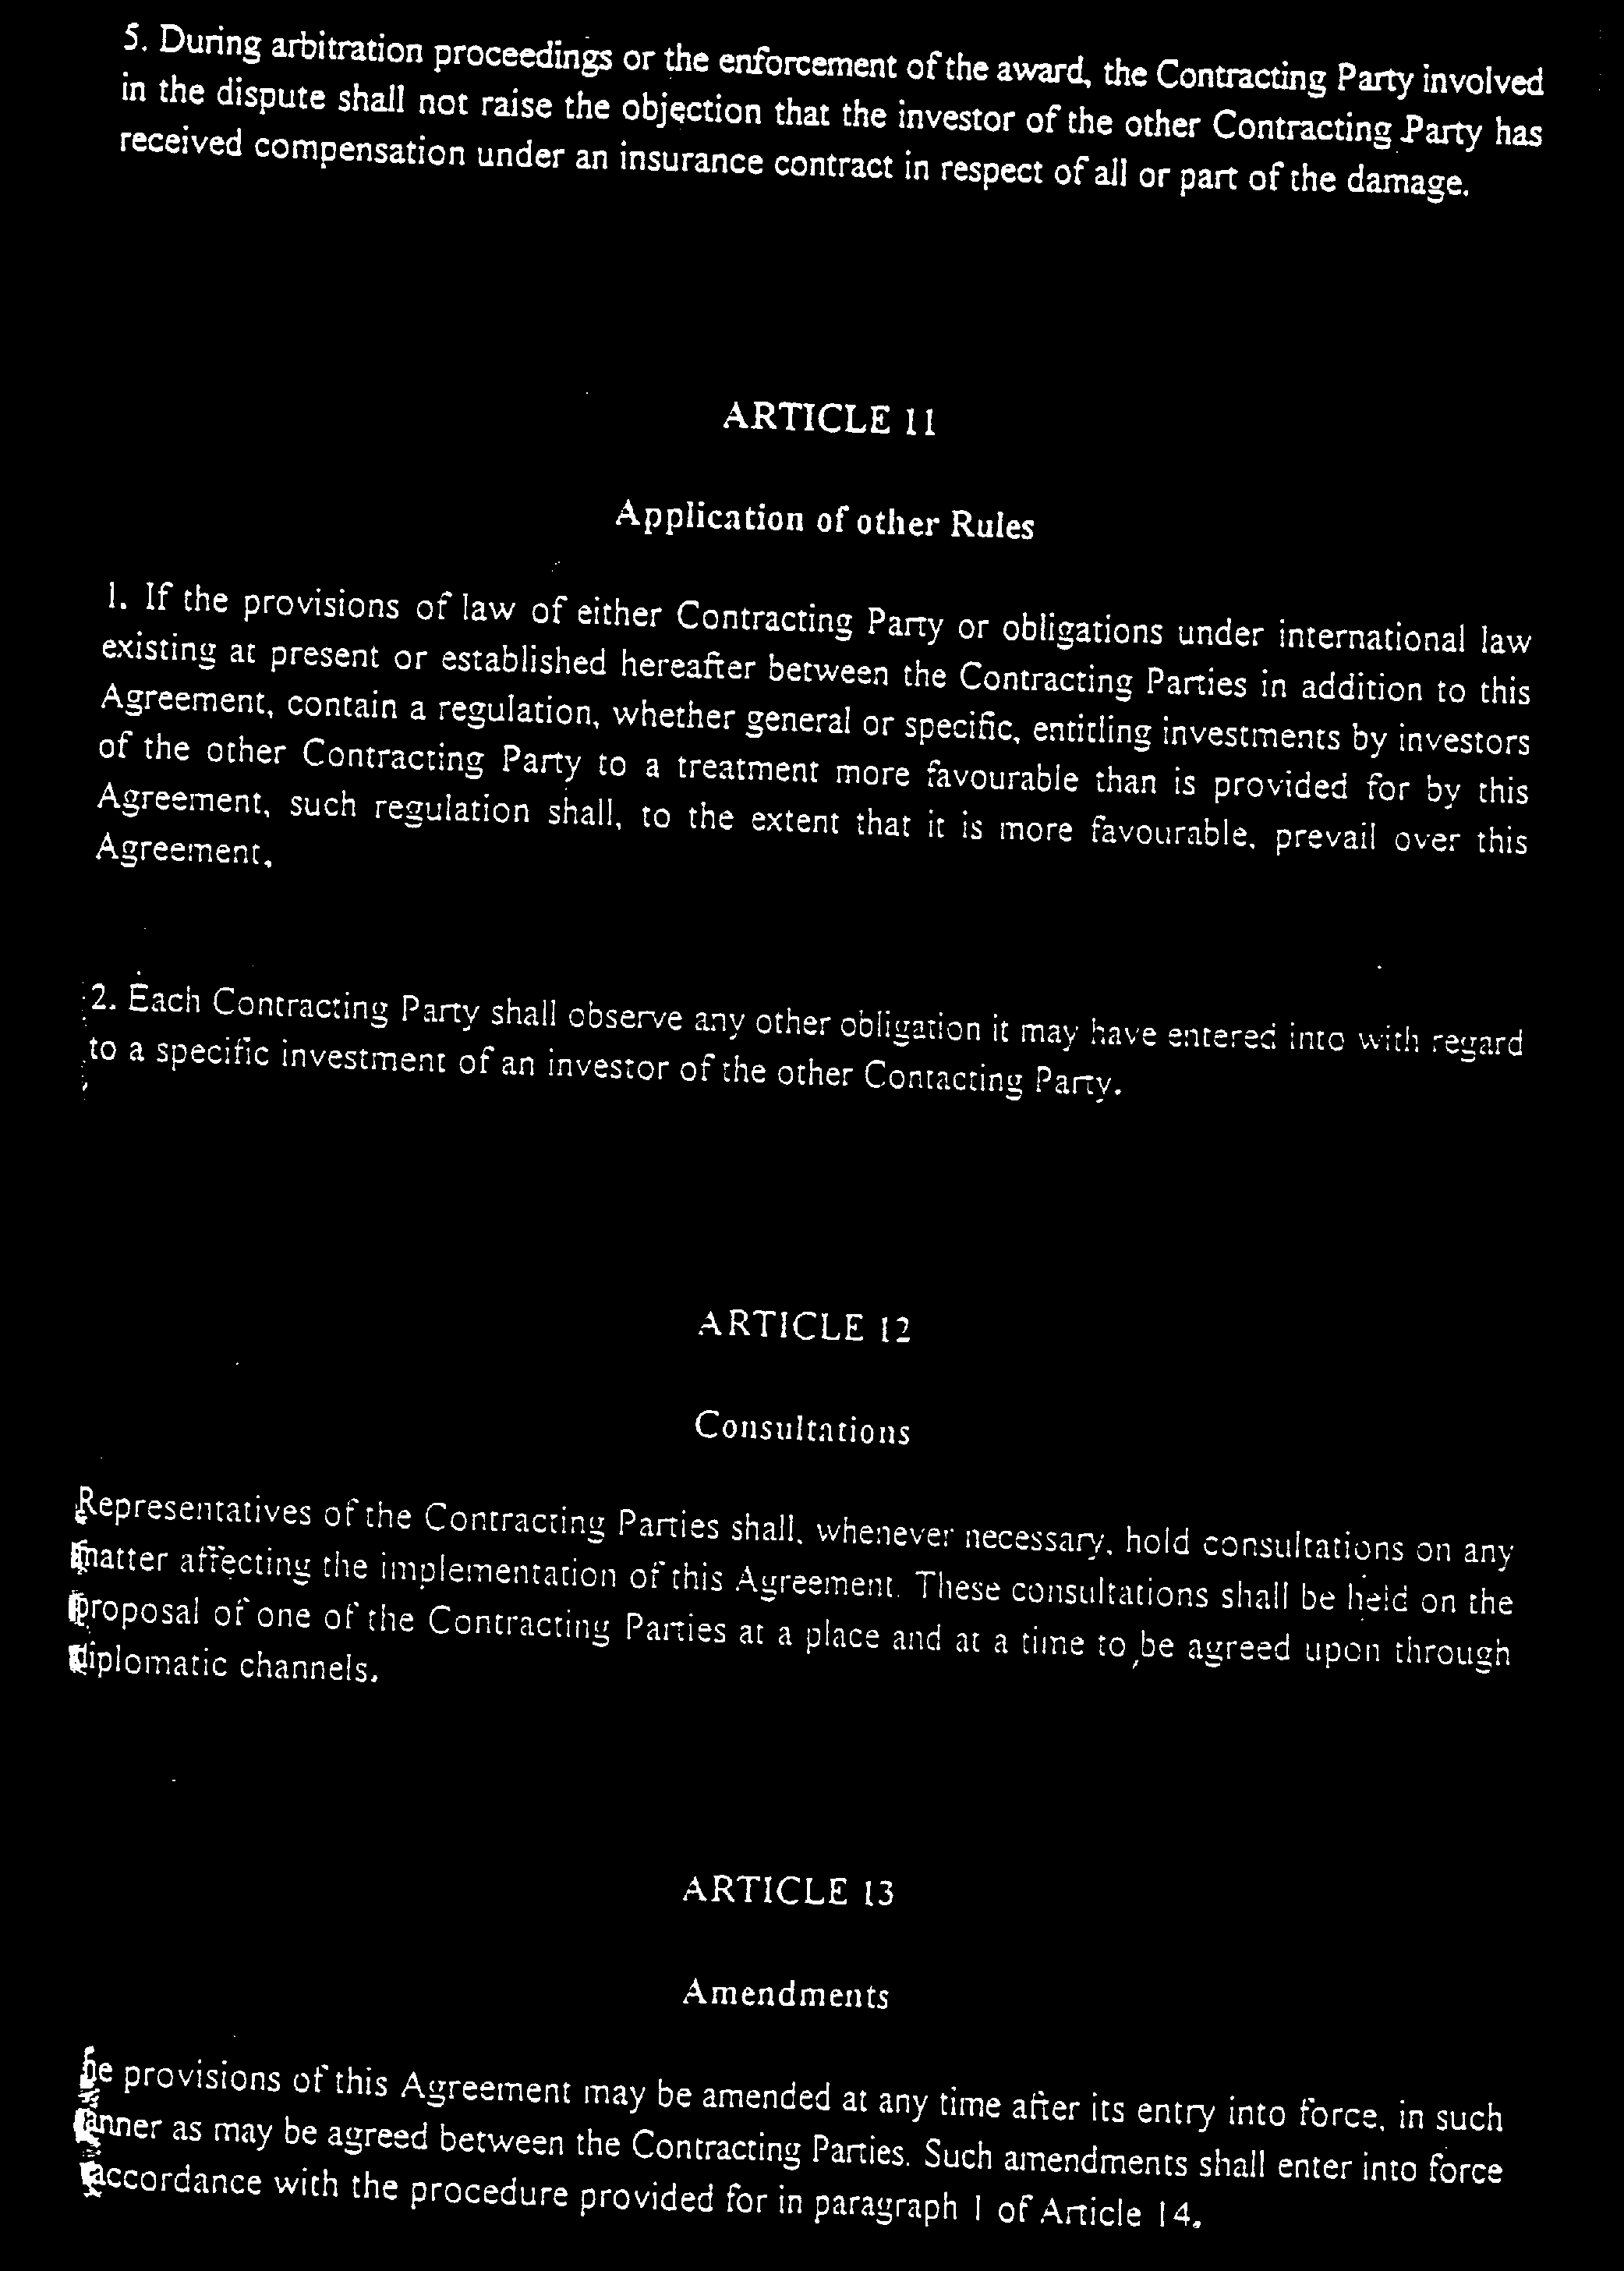 5. During arbitration proceedings or the enforcement of the award, the Contracting Party involved
in the dispute shall not raise the objection that the investor of the other Contracting Party has
received compensation under an insurance contract in respect of all or part of the damage.
ARTICLE 11
Application of other Rules
1. If the provisions of law of either Contracting Party or obligations under international law
existing at present or established hereafter between the Contracting Parties in addition to this
Agreement, contain a regulation, whether general or specific, entitling investments by investors
of the other Contracting Party to a treatment more favourable than is provided for by this
Agreement, such regulation shall, to the extent that it is more favourable, prevail over this
Agreement.
2. Each Contracting Party shall observe any other obligation it may have entered into with regard
to a specific investment of an investor of the other Contacting Party.
ARTICLE 12
Consultations
Representatives of the Contracting Parties shall, whenever necessary, hold consultations on any
matter affecting the implementation of this Agreement. These consultations shall be held on the
proposal of one of the Contracting Parties at a place and at a time to be agreed upon through
diplomatic channels.
ARTICLE 13
Amendments
provisions of this Agreement may be amended at any time after its entry into force, in such
as may be agreed between the Contracting Parties. Such amendments shall enter into force
accordance with the procedure provided for in paragraph 1 of Article 14.